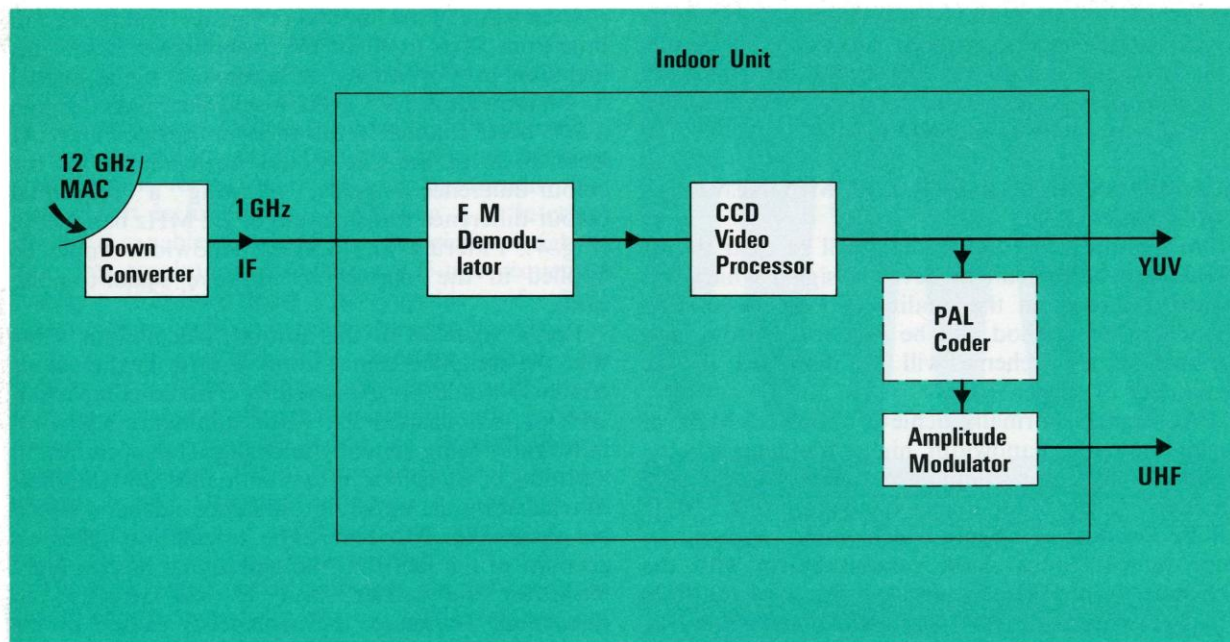 Indoor Unit
12 GHz
MAC
Down
Converter
1 GHz
IF
F M
Demodu-
lator
CCD
Video
Processor
YUV
PAL
Coder
Amplitude
Modulator
UHF